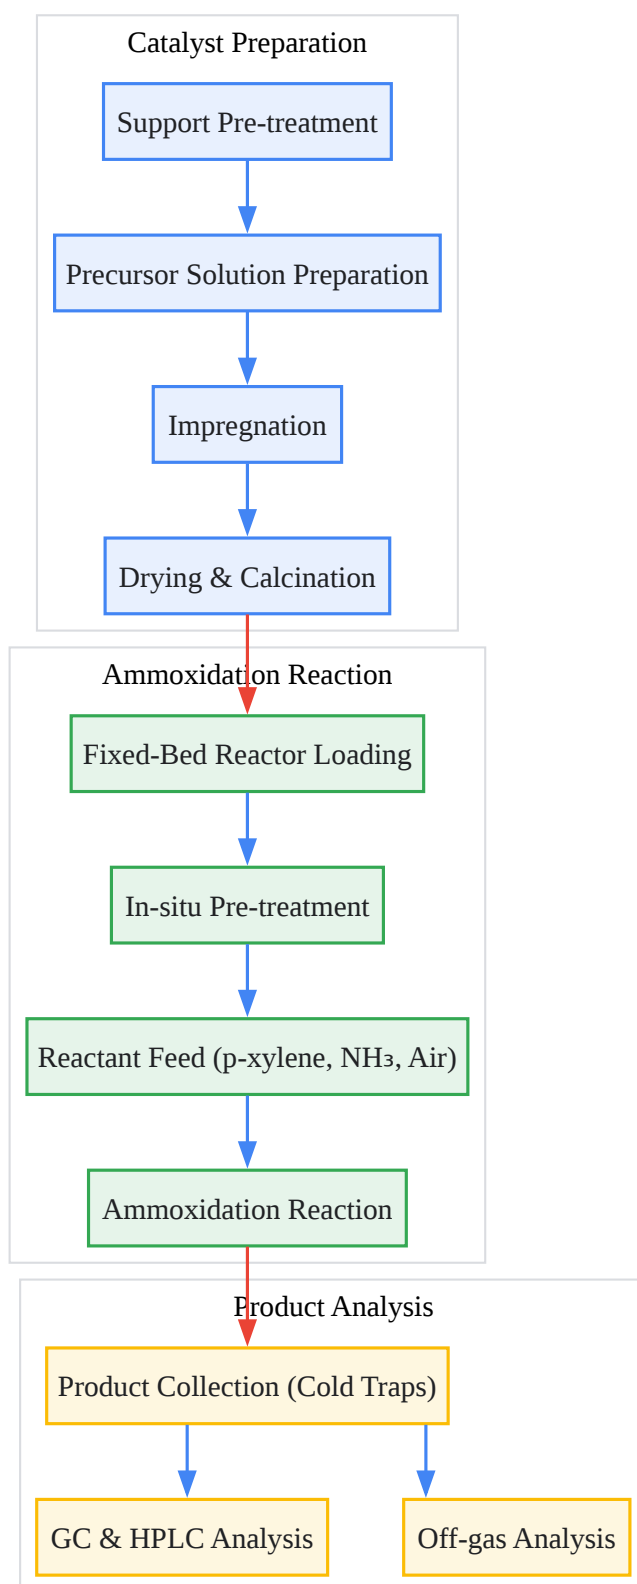 Catalyst Preparation
Support Pre-treatment
Precursor Solution Preparation
Impregnation
Drying & Calcination
Ammoxidation Reaction
Fixed-Bed Reactor Loading
In-situ Pre-treatment
Reactant Feed (p-xylene, NH₃, Air)
Ammoxidation Reaction
Product Analysis
Product Collection (Cold Traps)
GC & HPLC Analysis
Off-gas Analysis